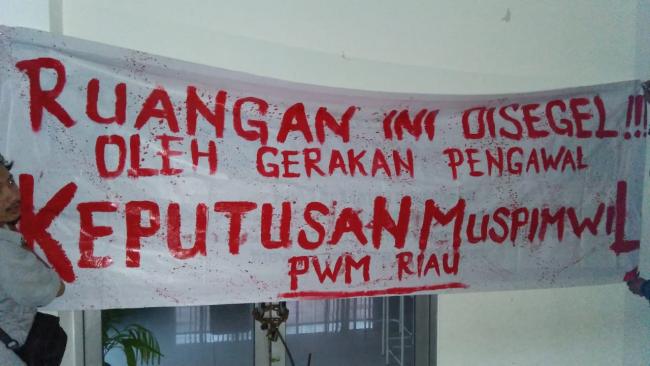 RUANGAN INI DISEGEL!!!
OLEH GERAKAN PENGAWAL
KEPUTUSAN MUSPIMWIL
PWM RIAU